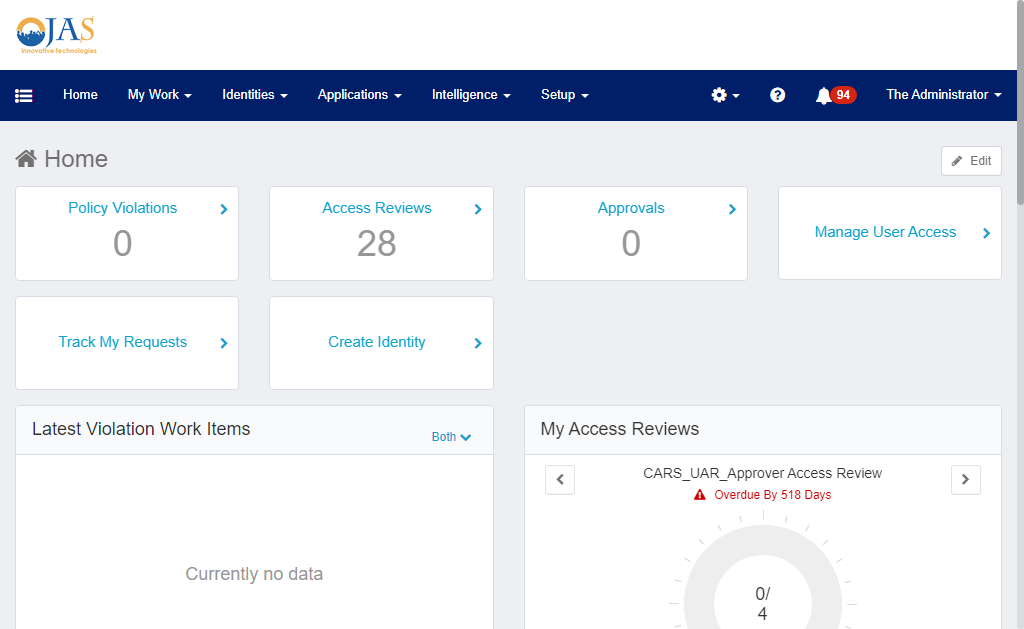 OJAS
innovative technologies
Home
My Work
Identities
Applications
Intelligence
Setup
94
The Administrator
Home
Edit
Policy Violations
0
Access Reviews
28
Approvals
0
Manage User Access
Track My Requests
Create Identity
Latest Violation Work Items
Both
Currently no data
My Access Reviews
CARS_UAR_Approver Access Review
Overdue By 518 Days
0/
4